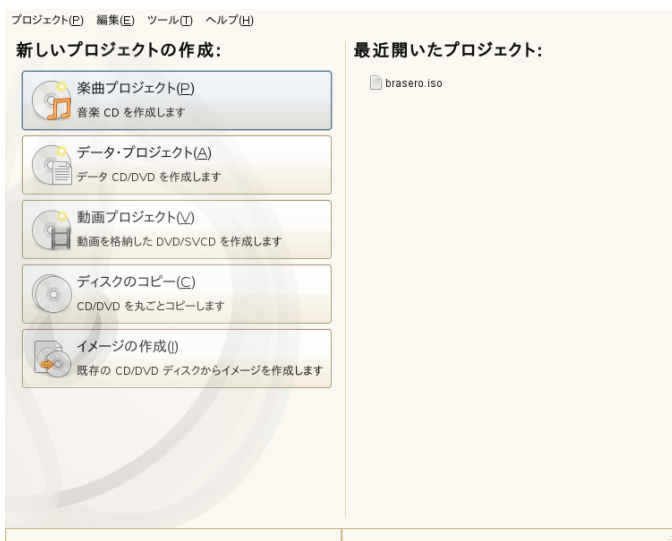 プロジェクト(P) 編集(E) ツール(T) ヘルプ(H)
新しいプロジェクトの作成:
楽曲プロジェクト(P)
音楽 CD を作成します
データ・プロジェクト(A)
データ CD/DVD を作成します
動画プロジェクト(V)
動画を格納した DVD/SVCD を作成します
ディスクのコピー(C)
CD/DVD を丸ごとコピーします
イメージの作成(I)
既存の CD/DVD ディスクからイメージを作成します
最近開いたプロジェクト:
brasero.iso